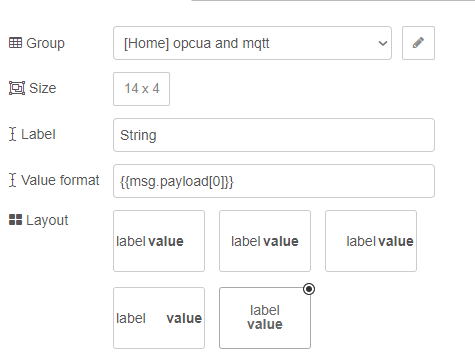 Group [Home] opcua and mqtt
Size 14 x 4
Label String
Value format {{msg.payload[0]}}
Layout
label value label value label value
label value label
value